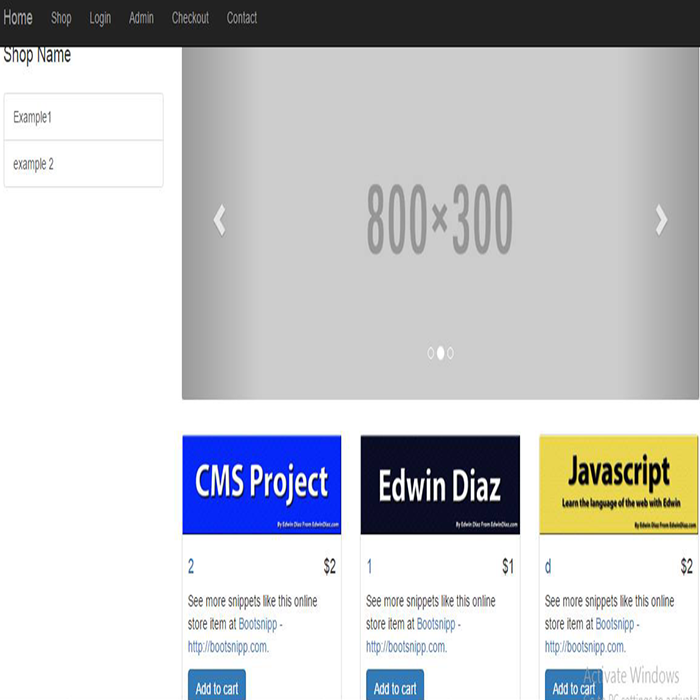 Home Shop Login Admin Checkout Contact
Shop Name
Example1
example 2
800×300
CMS Project
By Edwin Diaz From EdwinDiaz.com
Edwin Diaz
By Edwin Diaz From EdwinDiaz.com
Javascript
Learn the language of the web with Edwin
By Edwin Diaz From EdwinDiaz.com
2 $2
See more snippets like this online
store item at Bootsnipp -
http://bootsnipp.com.
Add to cart
1 $1
See more snippets like this online
store item at Bootsnipp -
http://bootsnipp.com.
Add to cart
d $2
See more snippets like this online
store item at Bootsnipp -
http://bootsnipp.com.
Add to cart
Activate Windows